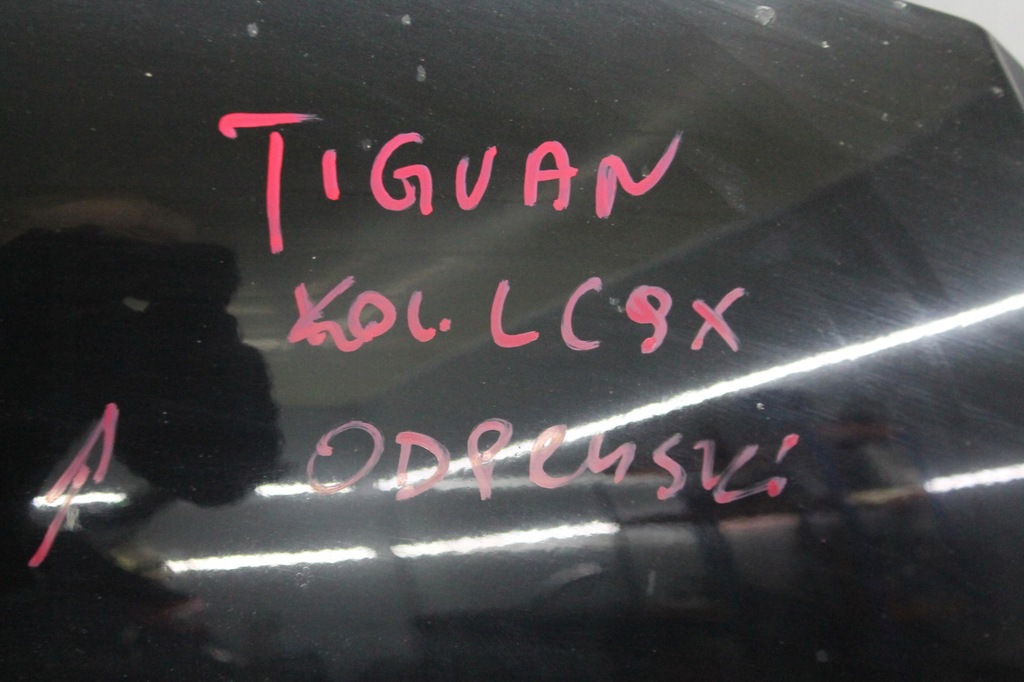 TIGUAN
KOL. LC9X
ODPRYSKI